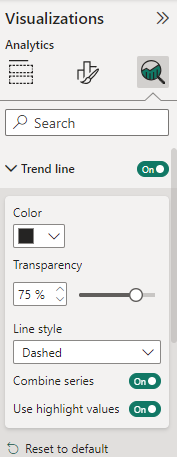 Visualizations
Analytics
Search
Trend line On
Color
Transparency
75 %
Line style
Dashed
Combine series On
Use highlight values On
Reset to default